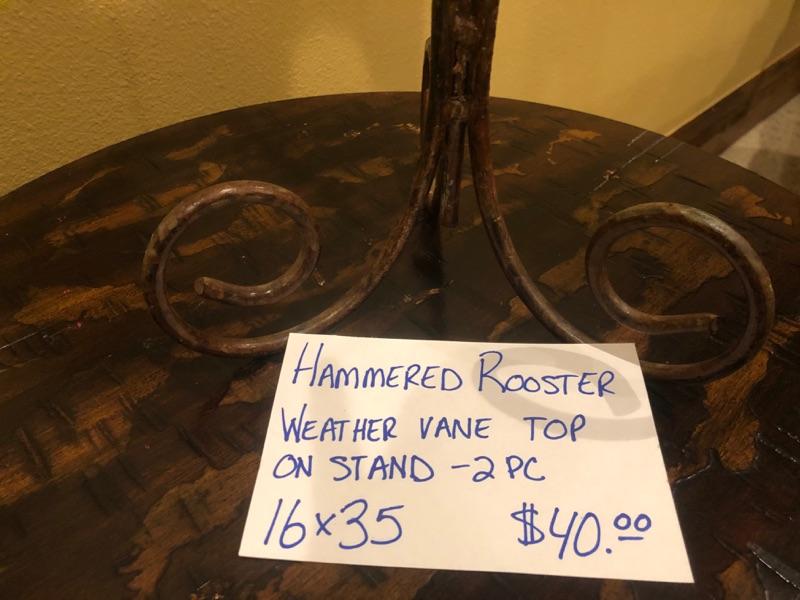 HAMMERED ROOSTER
WEATHER VANE TOP
ON STAND - 2 PC
16x35 $40.00